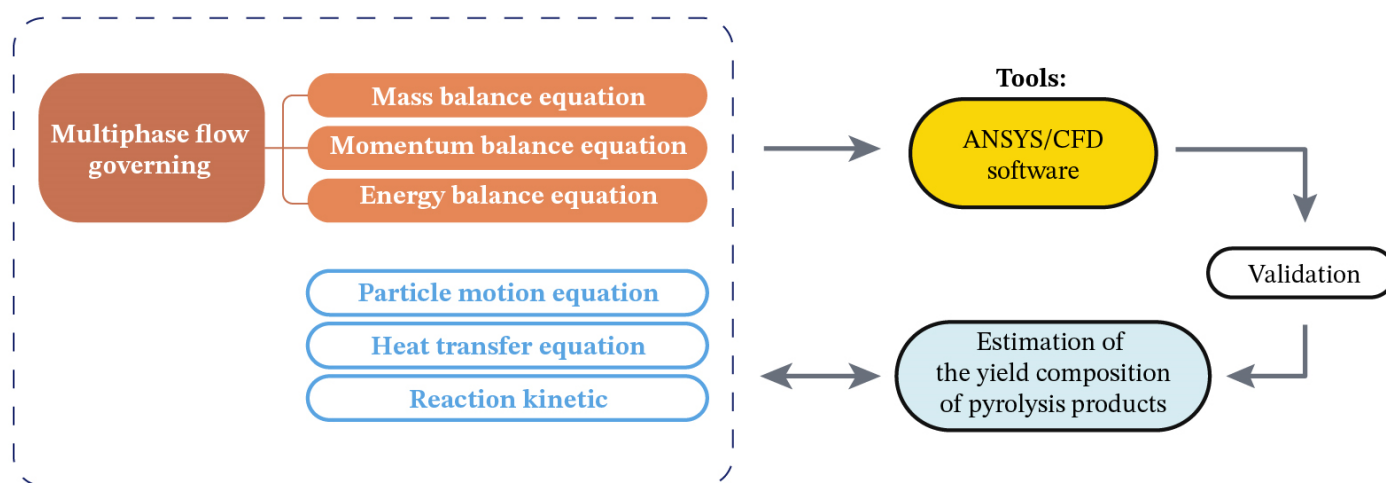 Multiphase flow
governing
Mass balance equation
Momentum balance equation
Energy balance equation
Particle motion equation
Heat transfer equation
Reaction kinetic
Tools:
ANSYS/CFD
software
Validation
Estimation of
the yield composition
of pyrolysis products